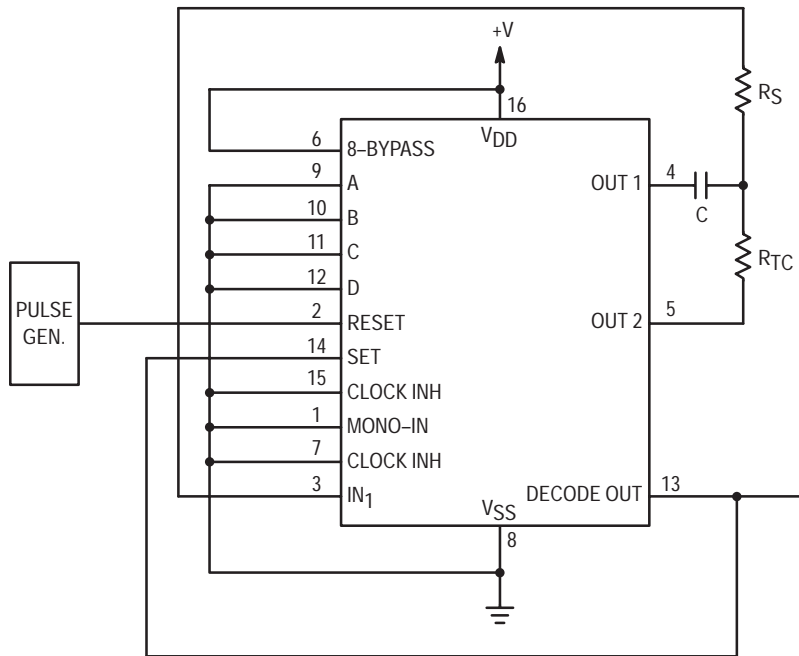 +V
16
RS
6
8–BYPASS
VDD
9
A
OUT 1
4
10
B
C
11
C
RTC
12
D
PULSE
GEN.
2
RESET
OUT 2
5
14
SET
15
CLOCK INH
1
MONO–IN
7
CLOCK INH
3
IN1
VSS
DECODE OUT
13
8